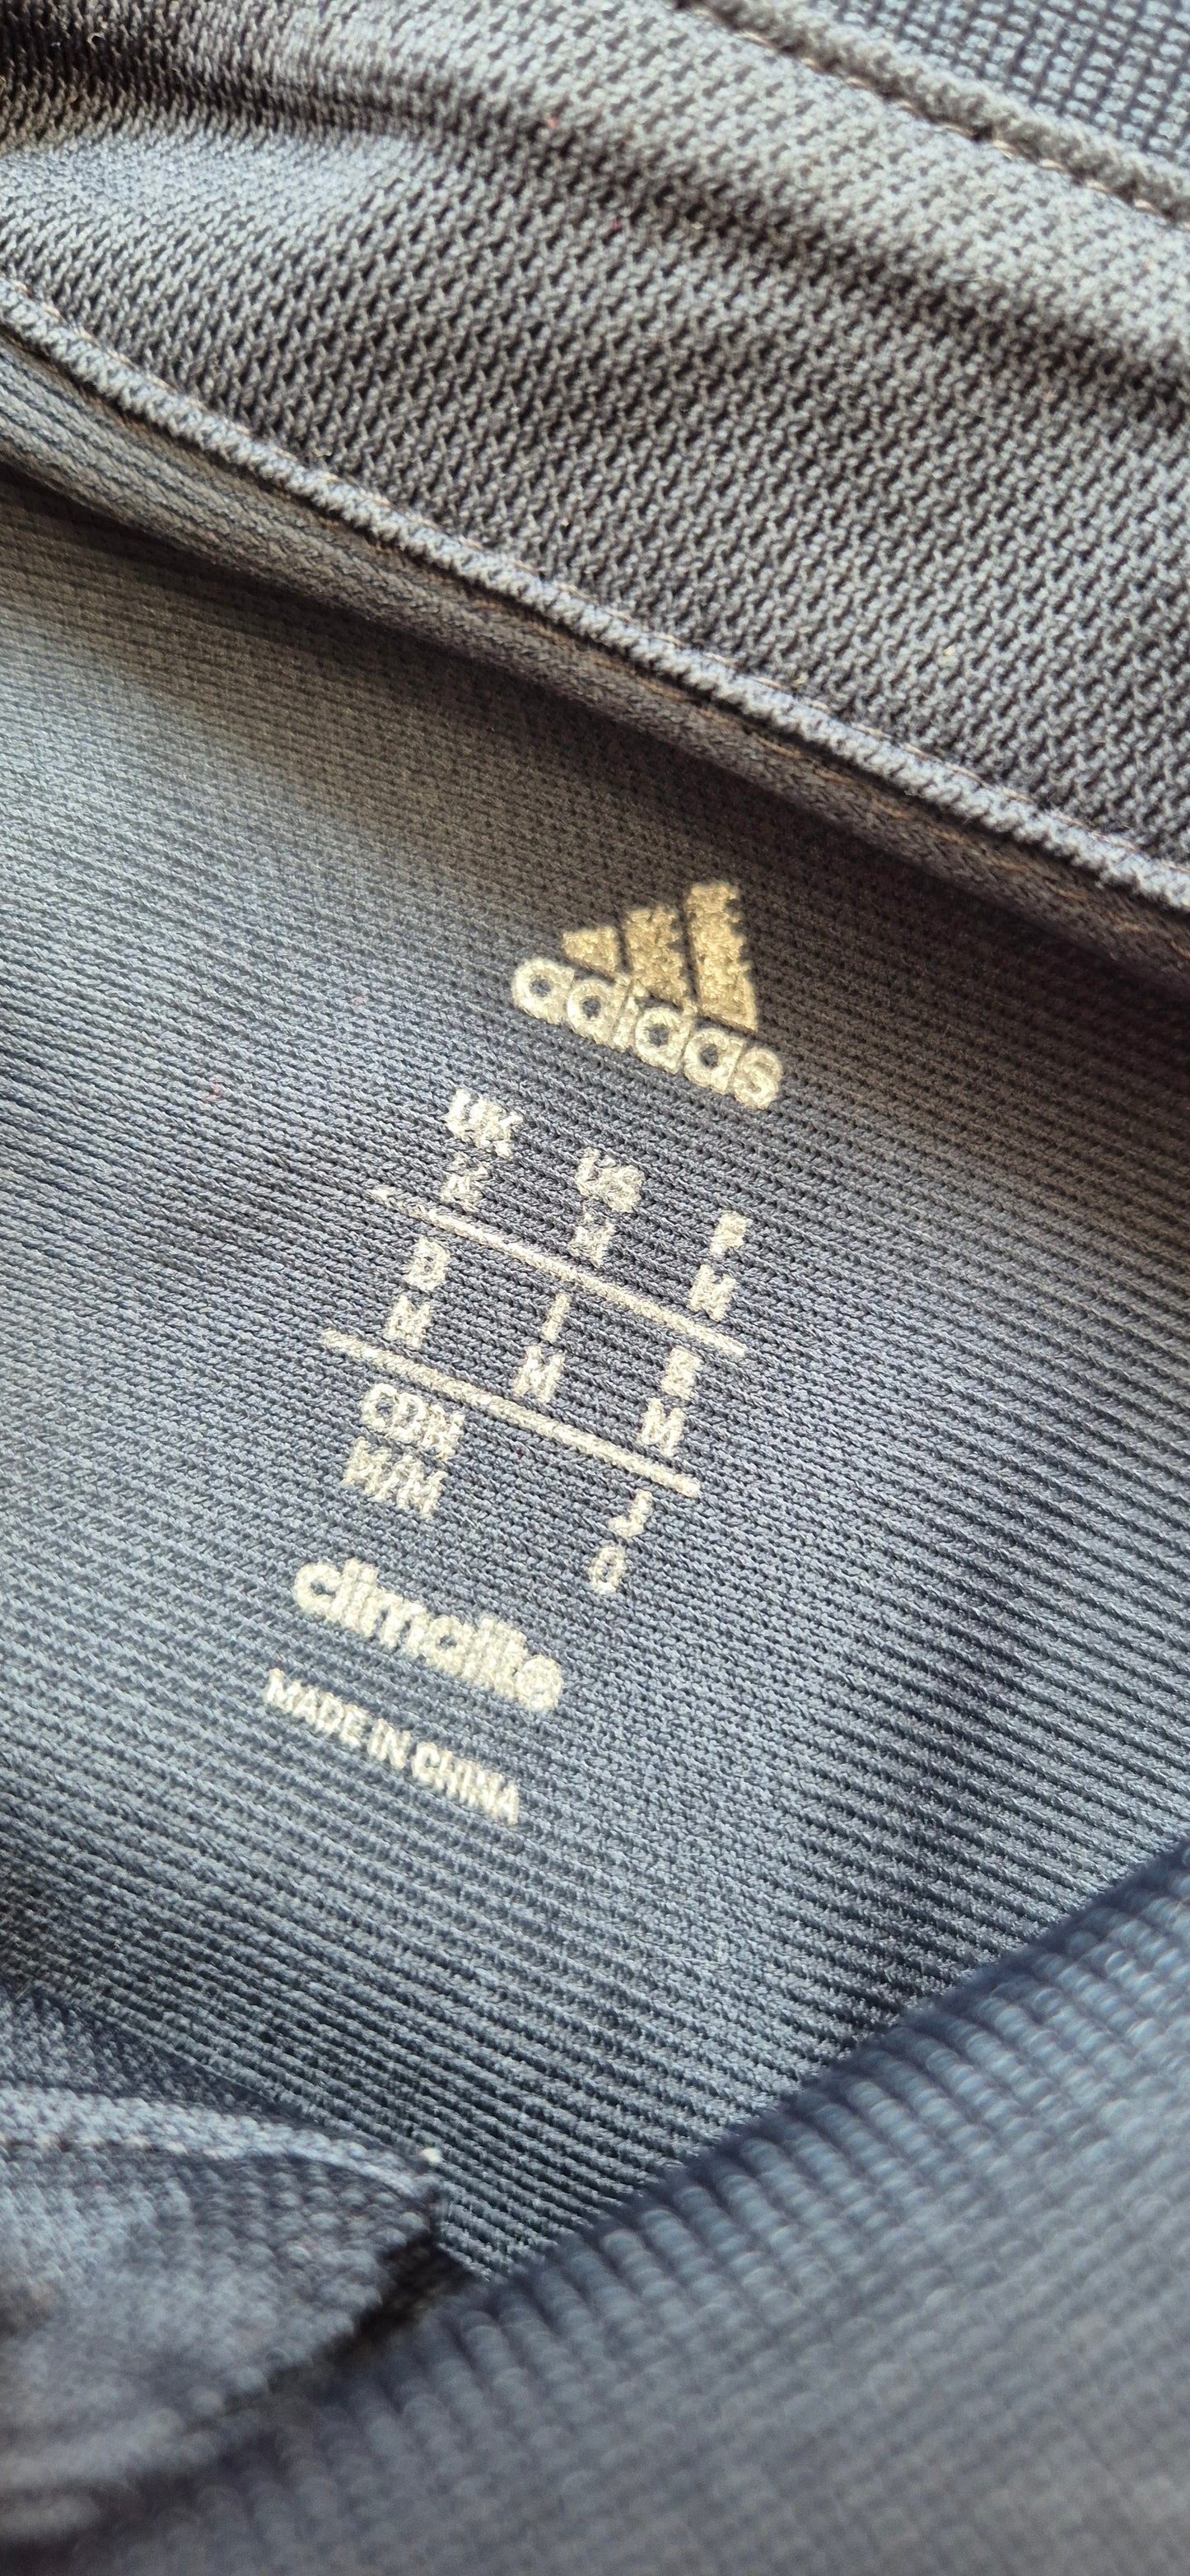 adidas
UK US F
M M M
D I E
M M M
CDN J
M/M O
climalite
MADE IN CHINA